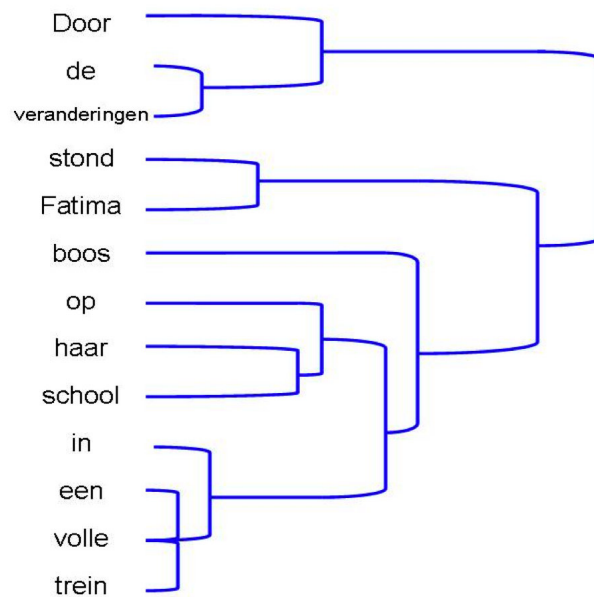 Door
de
veranderingen
stond
Fatima
boos
op
haar
school
in
een
volle
trein